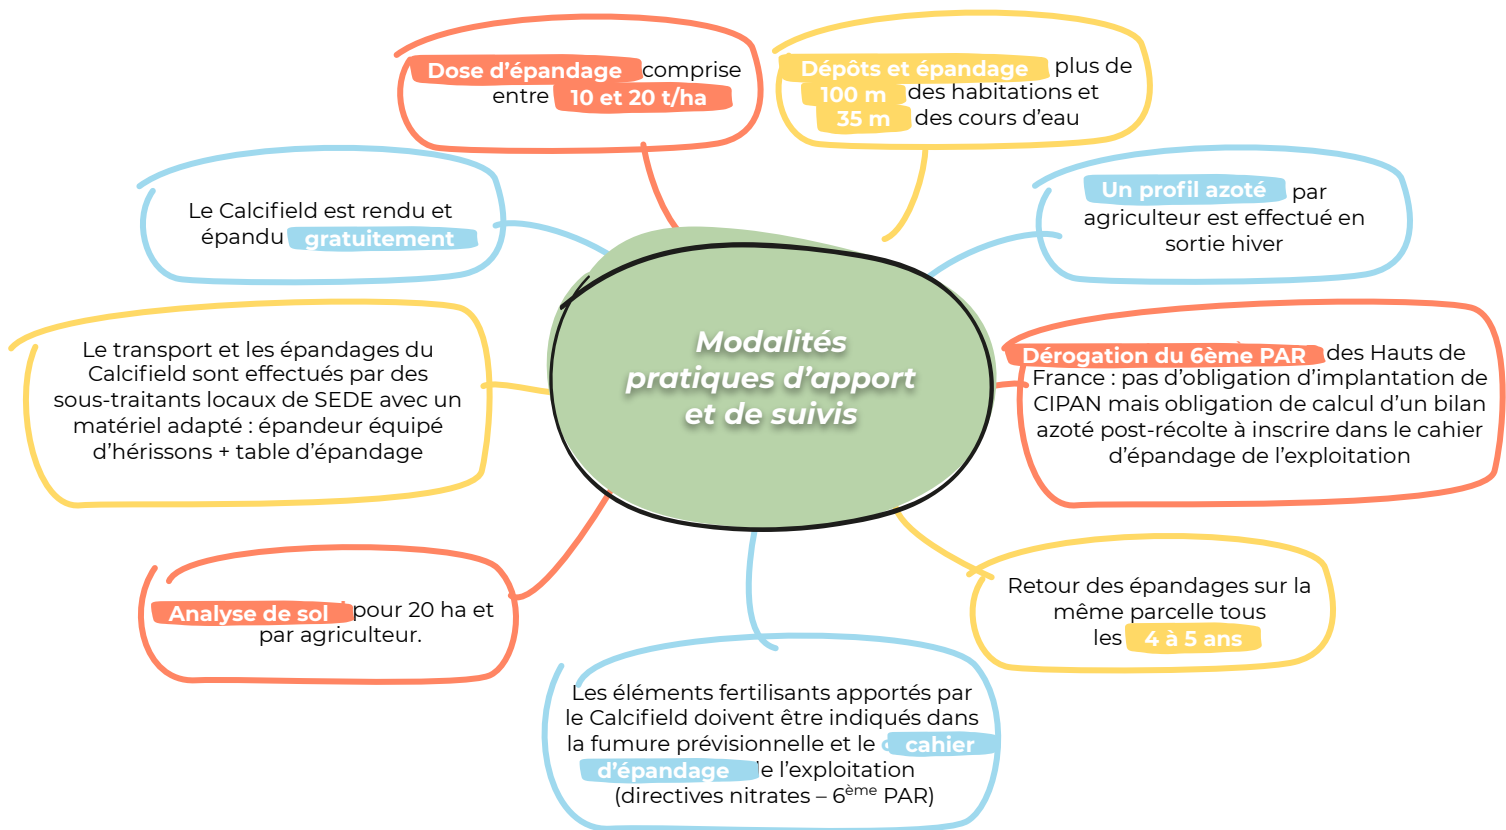 Dose d'épandage comprise
entre 10 et 20 t/ha
Dépôts et épandage plus de
100 m des habitations et
35 m des cours d'eau
Le Calcifield est rendu et
épandu gratuitement
Un profil azoté par
agriculteur est effectué en
sortie hiver
Le transport et les épandages du
Calcifield sont effectués par des
sous-traitants locaux de SEDE avec un
matériel adapté : épandeur équipé
d'hérissons + table d'épandage
Modalités
pratiques d'apport
et de suivis
Dérogation du 6ème PAR des Hauts de
France : pas d'obligation d'implantation de
CIPAN mais obligation de calcul d'un bilan
azoté post-récolte à inscrire dans le cahier
d'épandage de l'exploitation
Analyse de sol pour 20 ha et
par agriculteur.
Retour des épandages sur la
même parcelle tous
les 4 à 5 ans
Les éléments fertilisants apportés par
le Calcifield doivent être indiqués dans
la fumure prévisionnelle et le cahier
d'épandage de l'exploitation
(directives nitrates – 6ème PAR)